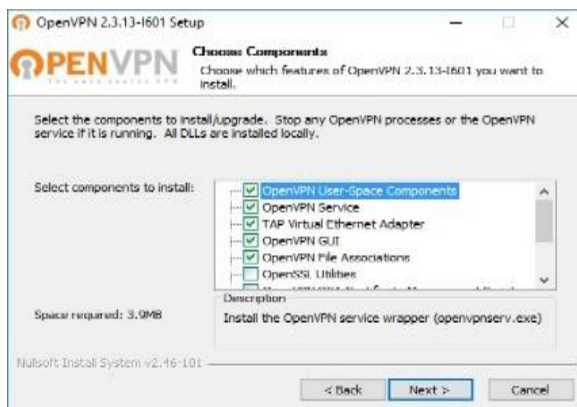 OpenVPN 2.3.13-I601 Setup
OPENVPN
Choose Components
Choose which features of OpenVPN 2.3.13-I601 you want to
install.
Select the components to install/upgrade. Stop any OpenVPN processes or the OpenVPN
service if it is running. All DLLs are installed locally.
Select components to install:
OpenVPN User-Space Components
OpenVPN Service
TAP Virtual Ethernet Adapter
OpenVPN GUI
OpenVPN File Associations
OpenSSL Utilities
Space required: 3.9MB
Description
Install the OpenVPN service wrapper (openvpnserv.exe)
Nullsoft Install System v2.46-101
< Back
Next >
Cancel